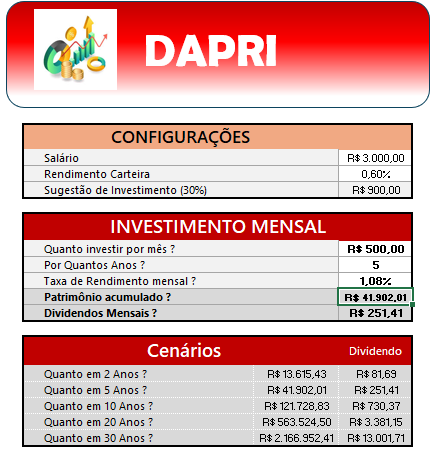 DAPRI
CONFIGURAÇÕES
Salário R$ 3.000,00
Rendimento Carteira 0,60%
Sugestão de Investimento (30%) R$ 900,00
INVESTIMENTO MENSAL
Quanto investir por mês ? R$ 500,00
Por Quantos Anos ? 5
Taxa de Rendimento mensal ? 1,08%
Patrimônio acumulado ? R$ 41.902,01
Dividendos Mensais ? R$ 251,41
Cenários Dividendo
Quanto em 2 Anos ? R$ 13.615,43 R$ 81,69
Quanto em 5 Anos ? R$ 41.902,01 R$ 251,41
Quanto em 10 Anos ? R$ 121.728,83 R$ 730,37
Quanto em 20 Anos ? R$ 563.524,50 R$ 3.381,15
Quanto em 30 Anos ? R$ 2.166.952,41 R$ 13.001,71